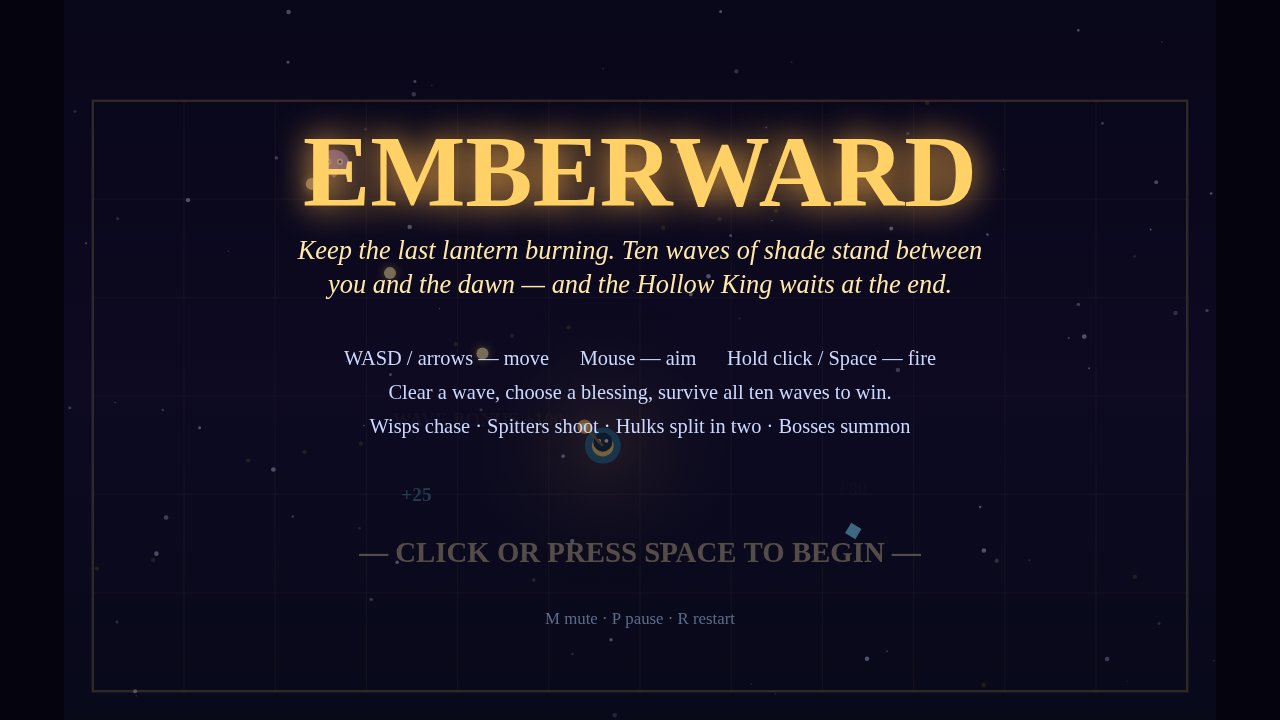 EMBERWARD
Keep the last lantern burning. Ten waves of shade stand between
you and the dawn — and the Hollow King waits at the end.
WASD / arrows — move Mouse — aim Hold click / Space — fire
Clear a wave, choose a blessing, survive all ten waves to win.
Wisps chase · Spitters shoot · Hulks split in two · Bosses summon
+25
— CLICK OR PRESS SPACE TO BEGIN —
M mute · P pause · R restart